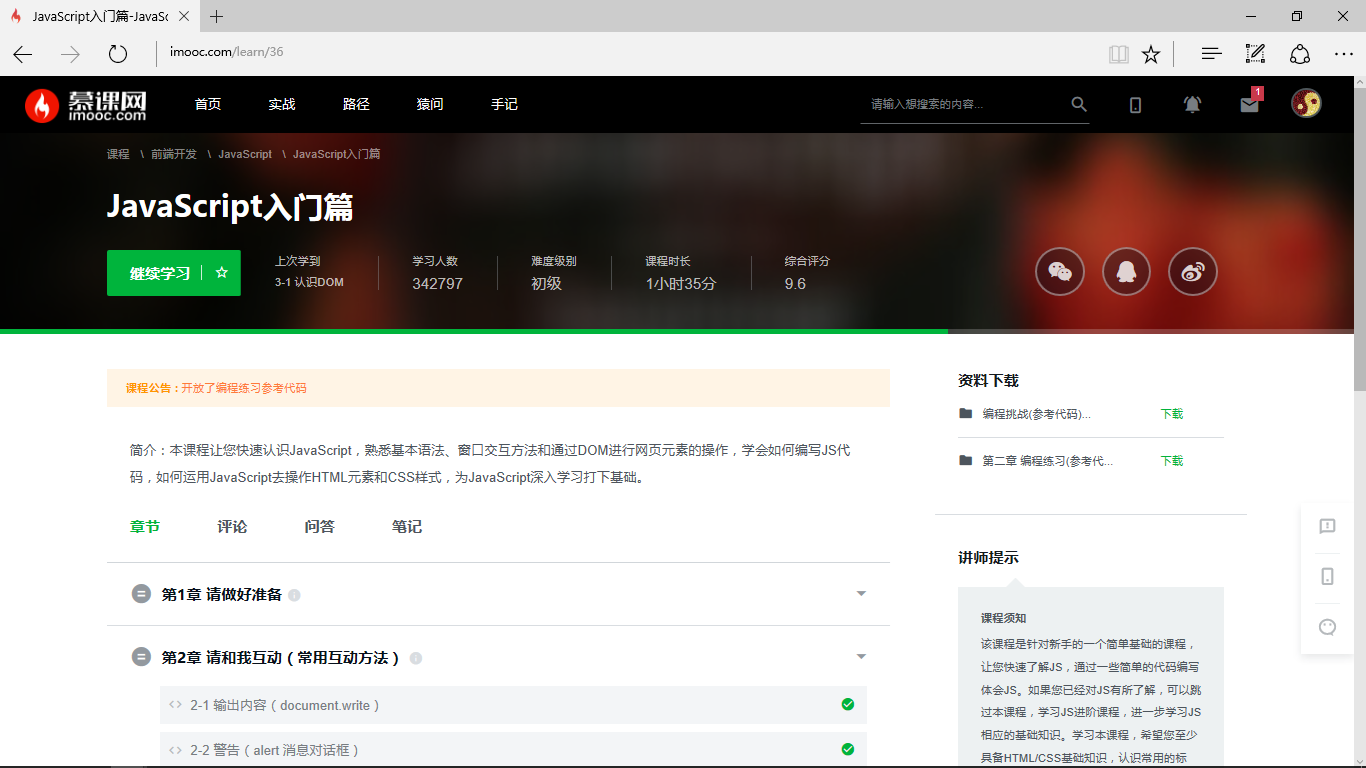 JavaScript入门篇-JavaSc
imooc.com/learn/36
慕课网
imooc.com
首页
实战
路径
猿问
手记
请输入想搜索的内容...
1
课程 \ 前端开发 \ JavaScript \ JavaScript入门篇
JavaScript入门篇
继续学习
上次学到
3-1 认识DOM
学习人数
342797
难度级别
初级
课程时长
1小时35分
综合评分
9.6
课程公告：开放了编程练习参考代码
简介：本课程让您快速认识JavaScript，熟悉基本语法、窗口交互方法和通过DOM进行网页元素的操作，学会如何编写JS代
码，如何运用JavaScript去操作HTML元素和CSS样式，为JavaScript深入学习打下基础。
章节
评论
问答
笔记
第1章 请做好准备
第2章 请和我互动（常用互动方法）
2-1 输出内容（document.write）
2-2 警告（alert 消息对话框）
资料下载
编程挑战(参考代码)...
下载
第二章 编程练习(参考代...
下载
讲师提示
课程须知
该课程是针对新手的一个简单基础的课程，
让您快速了解JS，通过一些简单的代码编写
体会JS。如果您已经对JS有所了解，可以跳
过本课程，学习JS进阶课程，进一步学习JS
相应的基础知识。学习本课程，希望您至少
具备HTML/CSS基础知识，认识常用的标